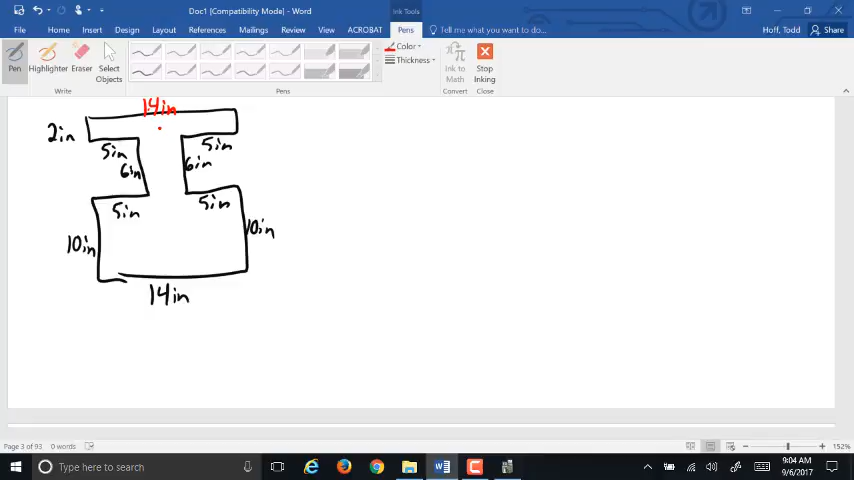 Doc1 [Compatibility Mode] - Word
Ink Tools
Hoff, Todd
File Home Insert Design Layout References Mailings Review View ACROBAT Pens Tell me what you want to do... Share
Pen Highlighter Eraser Select Objects
Color
Thickness
Ink to Math
Stop Inking
Write Pens Convert Close
14in
2in
5in 5in
6in 6in
5in 5in
10in 10in
14in
Page 3 of 93 0 words 152%
Type here to search
9:04 AM
9/6/2017